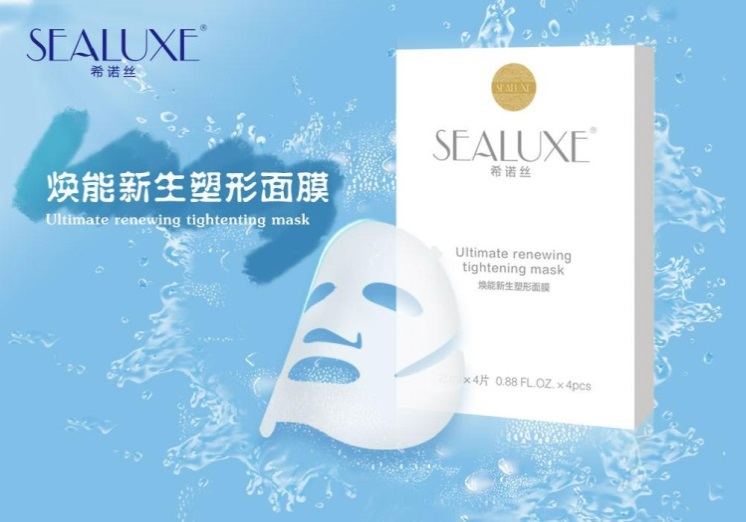 SEALUXE®
希诺丝
焕能新生塑形面膜
Ultimate renewing tightenting mask
SEALUXE
SEALUXE®
希诺丝
Ultimate renewing
tightening mask
焕能新生塑形面膜
× 4片 0.88 FL.OZ. × 4pcs